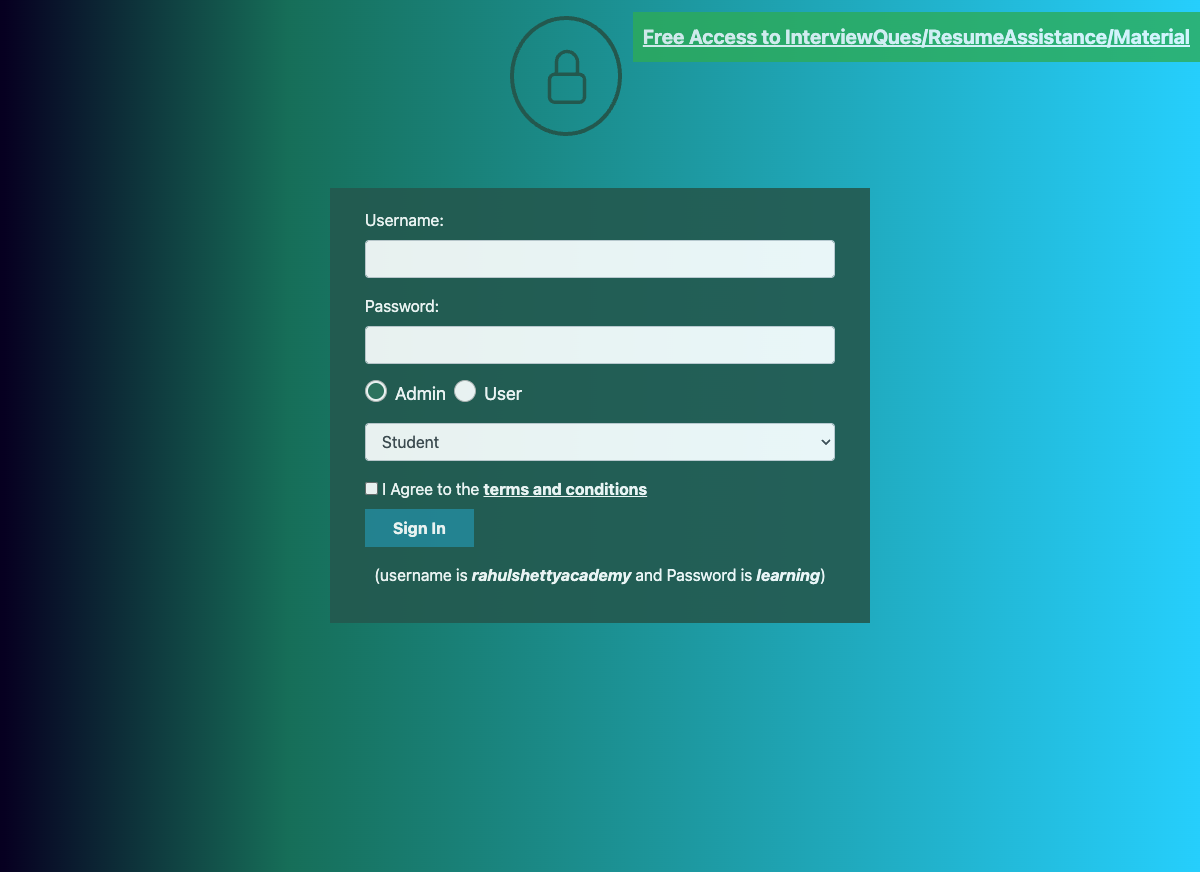 Free Access to InterviewQues/ResumeAssistance/Material
Username:
Password:
Admin User
Student
I Agree to the terms and conditions
Sign In
(username is rahulshettyacademy and Password is learning)